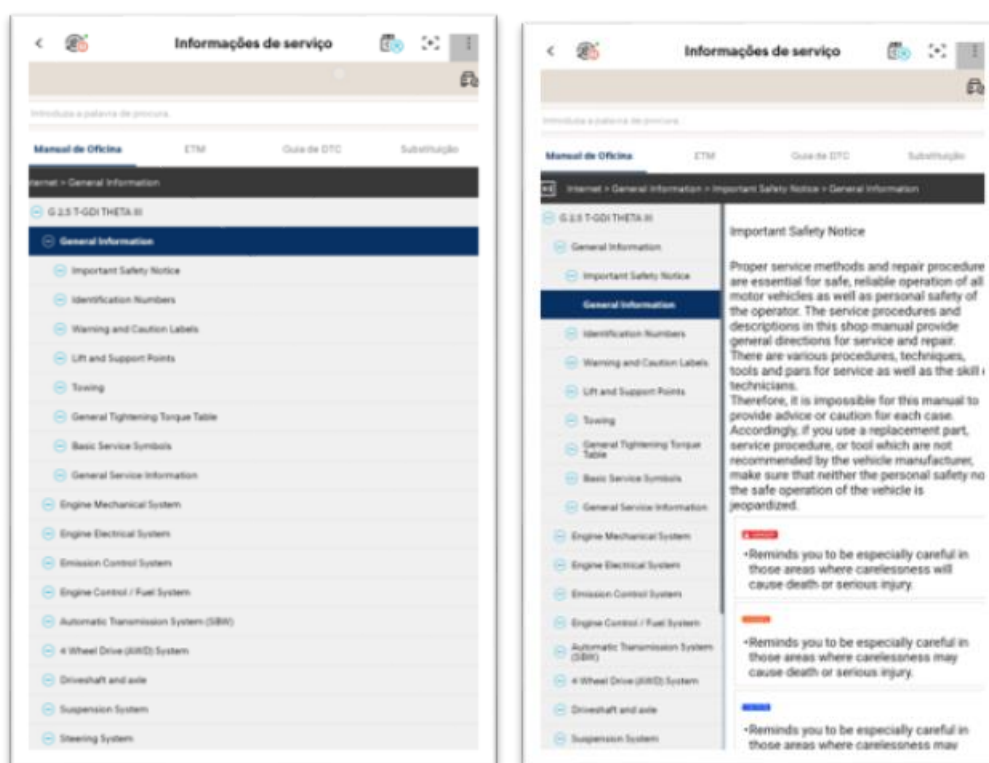 Informações de serviço
Introduza a palavra de procura.
Manual de Oficina ETM Guia de DTC Substituição
ternet > General Information
G 2.5 T-GDI THETA III
General Information
Important Safety Notice
Identification Numbers
Warning and Caution Labels
Lift and Support Points
Towing
General Tightening Torque Table
Basic Service Symbols
General Service Information
Engine Mechanical System
Engine Electrical System
Emission Control System
Engine Control / Fuel System
Automatic Transmission System (SBW)
4 Wheel Drive (AWD) System
Driveshaft and axle
Suspension System
Steering System
Informações de serviço
Introduza a palavra de procura.
Manual de Oficina ETM Guia de DTC Substituição
Internet > General Information > Important Safety Notice > General Information
G 2.5 T-GDI THETA III
General Information
Important Safety Notice
General Information
Identification Numbers
Warning and Caution Labels
Lift and Support Points
Towing
General Tightening Torque
Table
Basic Service Symbols
General Service Information
Engine Mechanical System
Engine Electrical System
Emission Control System
Engine Control / Fuel System
Automatic Transmission System
(SBW)
4 Wheel Drive (AWD) System
Driveshaft and axle
Suspension System
Important Safety Notice
Proper service methods and repair procedure
are essential for safe, reliable operation of all
motor vehicles as well as personal safety of
the operator. The service procedures and
descriptions in this shop manual provide
general directions for service and repair.
There are various procedures, techniques,
tools and pars for service as well as the skill
technicians.
Therefore, it is impossible for this manual to
provide advice or caution for each case.
Accordingly, if you use a replacement part,
service procedure, or tool which are not
recommended by the vehicle manufacturer,
make sure that neither the personal safety no
the safe operation of the vehicle is
jeopardized.
•Reminds you to be especially careful in
those areas where carelessness will
cause death or serious injury.
•Reminds you to be especially careful in
those areas where carelessness may
cause death or serious injury.
•Reminds you to be especially careful in
those areas where carelessness may